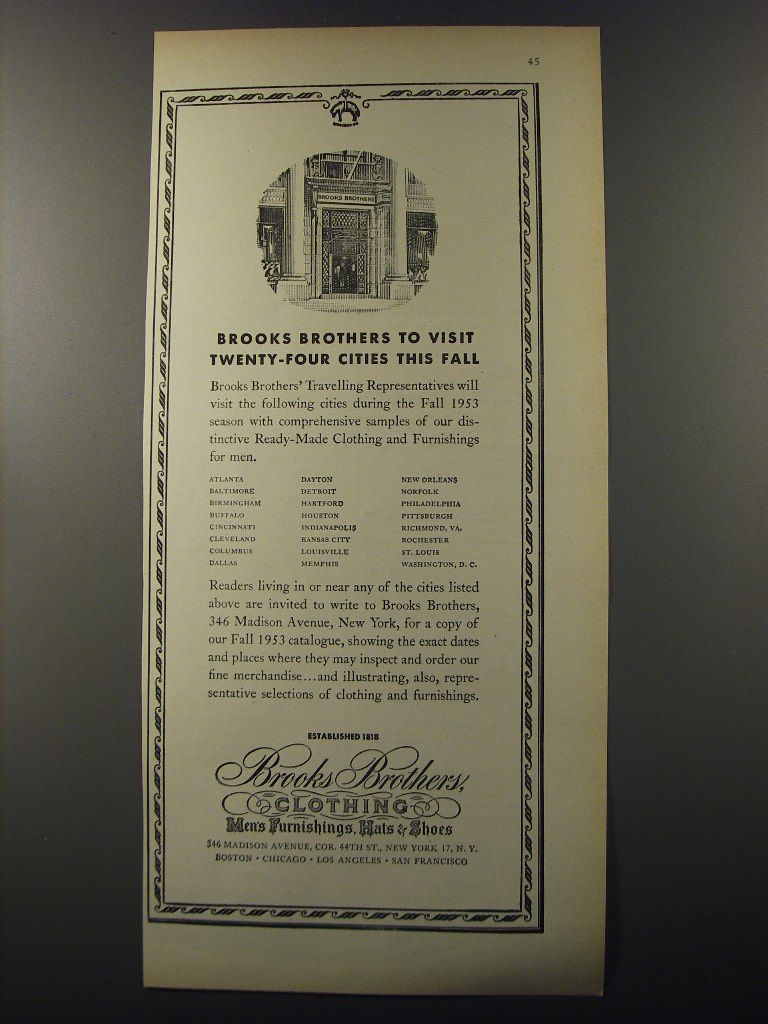 45
BROOKS BROTHERS
BROOKS BROTHERS TO VISIT
TWENTY-FOUR CITIES THIS FALL
Brooks Brothers' Travelling Representatives will
visit the following cities during the Fall 1953
season with comprehensive samples of our dis-
tinctive Ready-Made Clothing and Furnishings
for men.
ATLANTA
BALTIMORE
BIRMINGHAM
BUFFALO
CINCINNATI
CLEVELAND
COLUMBUS
DALLAS
DAYTON
DETROIT
HARTFORD
HOUSTON
INDIANAPOLIS
KANSAS CITY
LOUISVILLE
MEMPHIS
NEW ORLEANS
NORFOLK
PHILADELPHIA
PITTSBURGH
RICHMOND, VA.
ROCHESTER
ST. LOUIS
WASHINGTON, D. C.
Readers living in or near any of the cities listed
above are invited to write to Brooks Brothers,
346 Madison Avenue, New York, for a copy of
our Fall 1953 catalogue, showing the exact dates
and places where they may inspect and order our
fine merchandise...and illustrating, also, repre-
sentative selections of clothing and furnishings.
ESTABLISHED 1818
Brooks Brothers,
CLOTHING
Men's Furnishings, Hats & Shoes
346 MADISON AVENUE, COR. 44TH ST., NEW YORK 17, N. Y.
BOSTON • CHICAGO • LOS ANGELES • SAN FRANCISCO